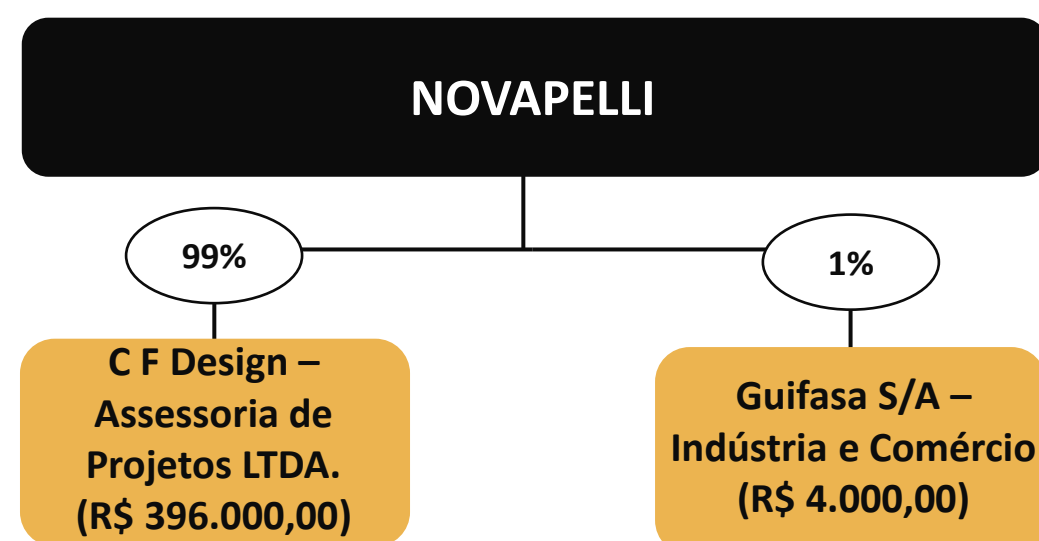 NOVAPELLI
99%
1%
C F Design –
Assessoria de
Projetos LTDA.
(R$ 396.000,00)
Guifasa S/A –
Indústria e Comércio
(R$ 4.000,00)